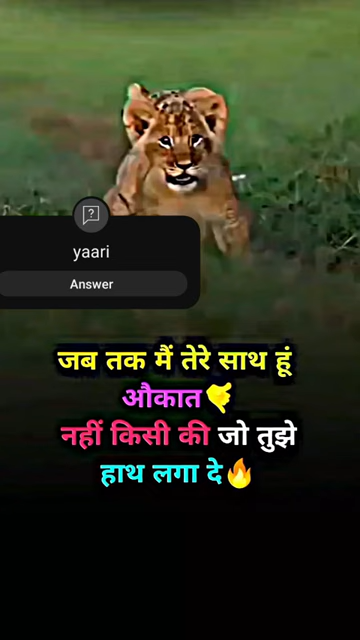 yaari
Answer
जब तक मैं तेरे साथ हूं
औकात🤙
नहीं किसी की जो तुझे
हाथ लगा दे🔥